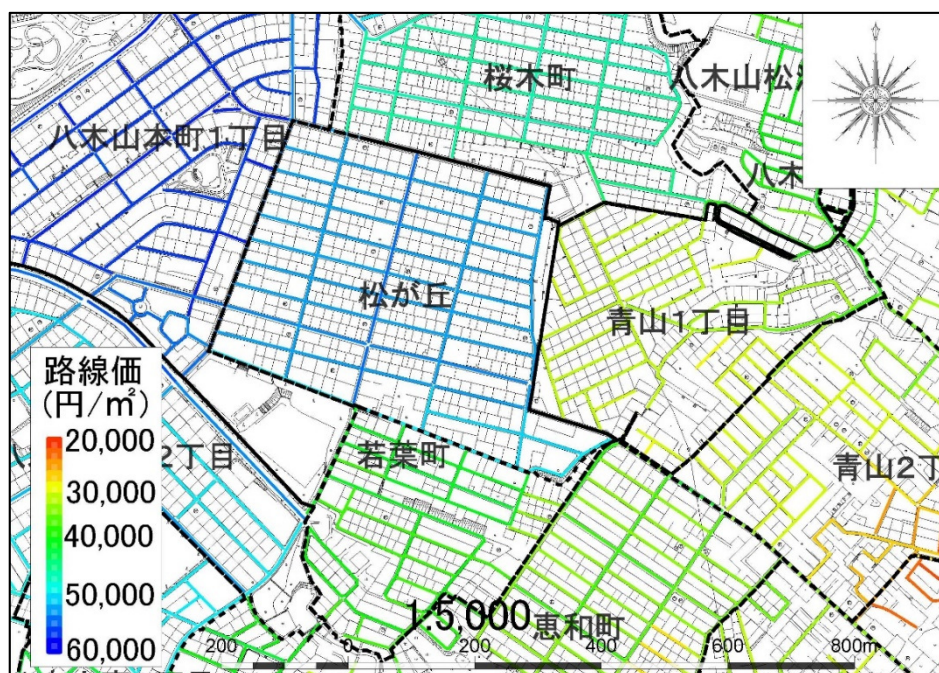 桜木町
八木山松
八木山本町1丁目
八木
松が丘
青山1丁目
路線価
(円/㎡)
20,000
30,000
40,000
50,000
60,000
2丁目
若葉町
青山2丁
1:5,000
恵和町
200
0
200
400
600
800m